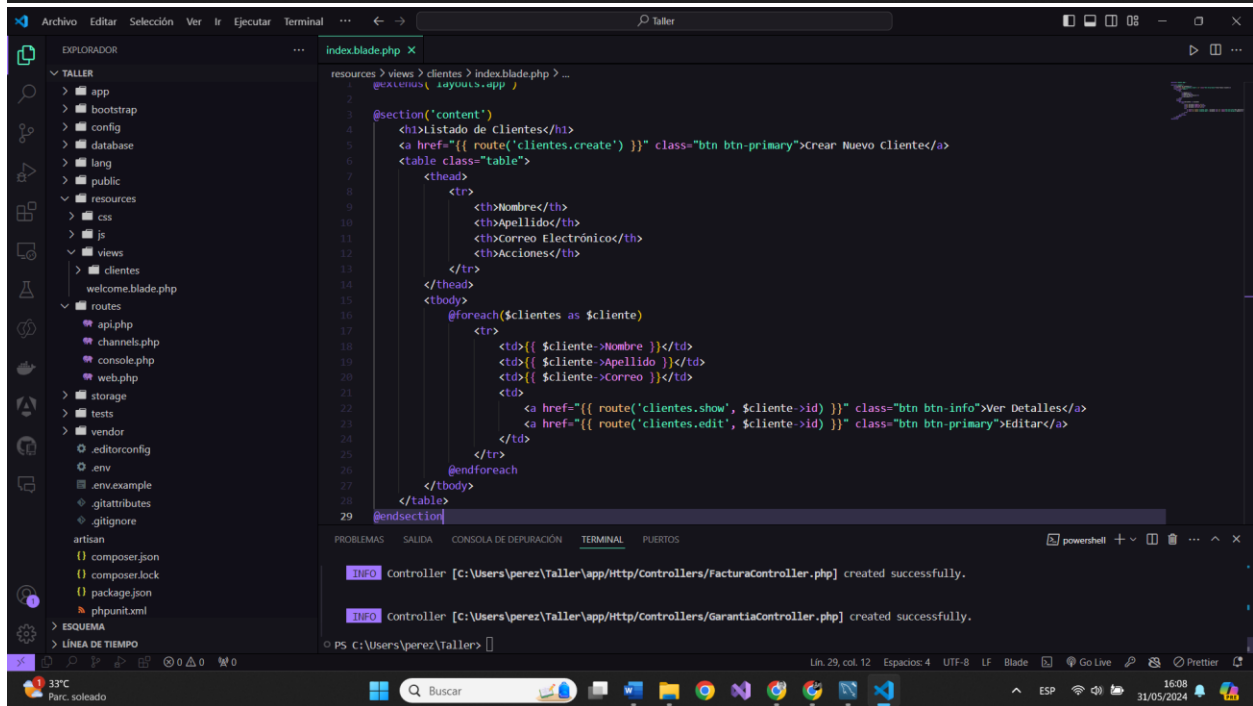 Archivo Editar Selección Ver Ir Ejecutar Terminal ··· Taller
EXPLORADOR ···
TALLER
app
bootstrap
config
database
lang
public
resources
css
js
views
clientes
welcome.blade.php
routes
api.php
channels.php
console.php
web.php
storage
tests
vendor
.editorconfig
.env
.env.example
.gitattributes
.gitignore
artisan
composer.json
composer.lock
package.json
phpunit.xml
ESQUEMA
LÍNEA DE TIEMPO
index.blade.php
resources > views > clientes > index.blade.php > ...
1 @extends('layouts.app')
2
3 @section('content')
4 <h1>Listado de Clientes</h1>
5 <a href="{{ route('clientes.create') }}" class="btn btn-primary">Crear Nuevo Cliente</a>
6 <table class="table">
7 <thead>
8 <tr>
9 <th>Nombre</th>
10 <th>Apellido</th>
11 <th>Correo Electrónico</th>
12 <th>Acciones</th>
13 </tr>
14 </thead>
15 <tbody>
16 @foreach($clientes as $cliente)
17 <tr>
18 <td>{{ $cliente->Nombre }}</td>
19 <td>{{ $cliente->Apellido }}</td>
20 <td>{{ $cliente->Correo }}</td>
21 <td>
22 <a href="{{ route('clientes.show', $cliente->id) }}" class="btn btn-info">Ver Detalles</a>
23 <a href="{{ route('clientes.edit', $cliente->id) }}" class="btn btn-primary">Editar</a>
24 </td>
25 </tr>
26 @endforeach
27 </tbody>
28 </table>
29 @endsection
PROBLEMAS SALIDA CONSOLA DE DEPURACIÓN TERMINAL PUERTOS powershell
INFO Controller [C:\Users\perez\Taller\app/Http/Controllers/FacturaController.php] created successfully.
INFO Controller [C:\Users\perez\Taller\app/Http/Controllers/GarantiaController.php] created successfully.
PS C:\Users\perez\Taller>
1
0 0 0 Lín. 29, col. 12 Espacios: 4 UTF-8 LF Blade Go Live Prettier
1
33°C
Parc. soleado
Buscar
ESP
16:08
31/05/2024
PRE